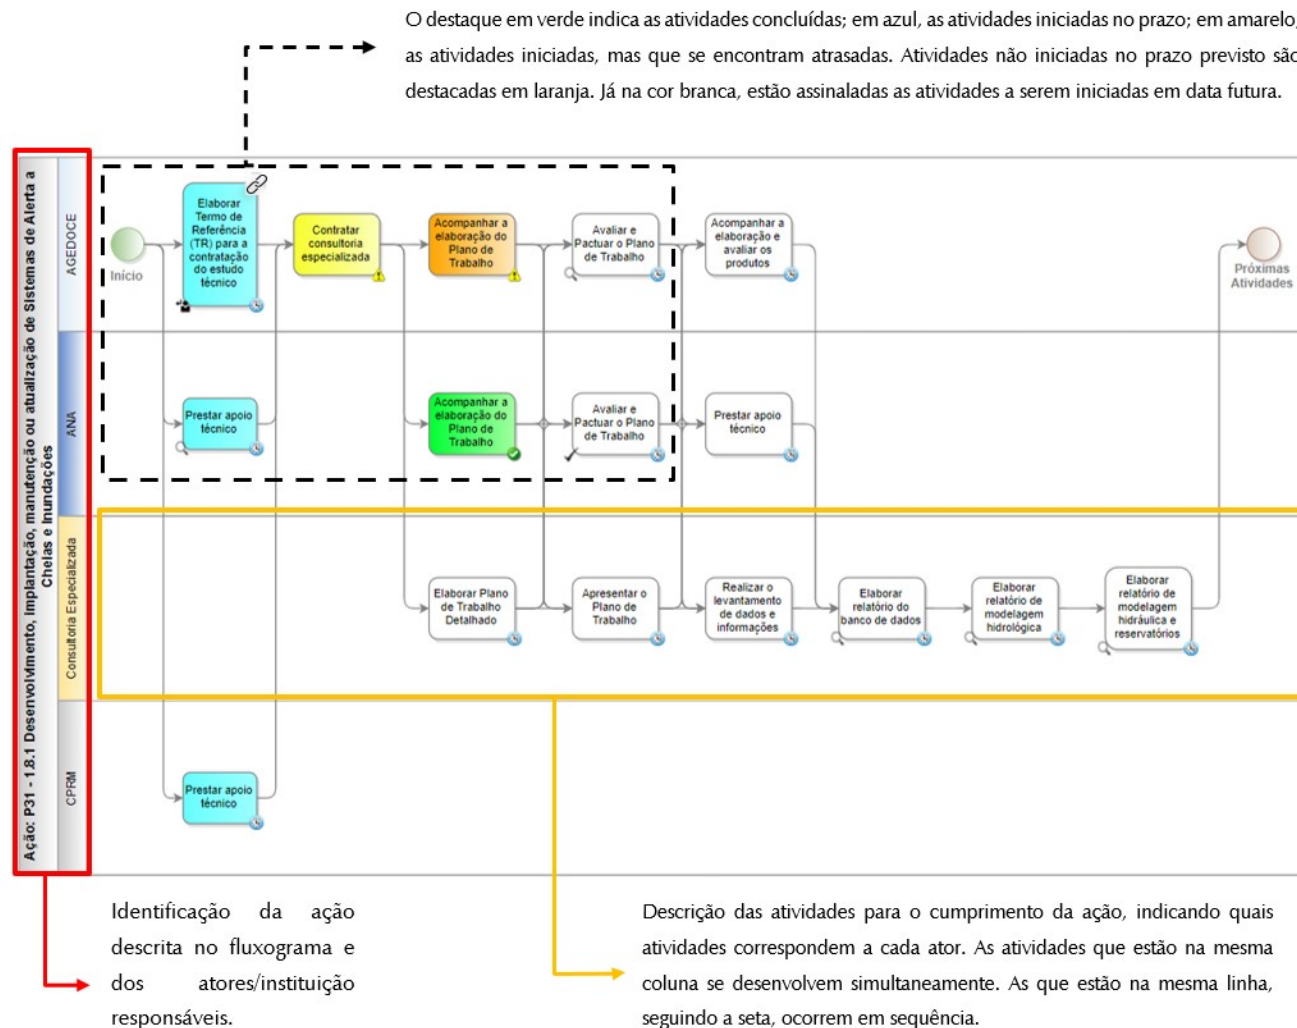 O destaque em verde indica as atividades concluídas; em azul, as atividades iniciadas no prazo; em amarelo,
as atividades iniciadas, mas que se encontram atrasadas. Atividades não iniciadas no prazo previsto são
destacadas em laranja. Já na cor branca, estão assinaladas as atividades a serem iniciadas em data futura.
Ação: P31 - 1.8.1 Desenvolvimento, Implantação, manutenção ou atualização de Sistemas de Alerta a
Cheias e Inundações
AGEDOCE
Início
Elaborar
Termo de
Referência
(TR) para a
contratação
do estudo
técnico
Contratar
consultoria
especializada
Acompanhar a
elaboração do
Plano de
Trabalho
Avaliar e
Pactuar o Plano
de Trabalho
Acompanhar a
elaboração e
avaliar os
produtos
Próximas
Atividades
ANA
Prestar apoio
técnico
Acompanhar a
elaboração do
Plano de
Trabalho
Avaliar e
Pactuar o Plano
de Trabalho
Prestar apoio
técnico
Consultoria Especializada
Elaborar Plano
de Trabalho
Detalhado
Apresentar o
Plano de
Trabalho
Realizar o
levantamento
de dados e
informações
Elaborar
relatório do
banco de dados
Elaborar
relatório de
modelagem
hidrológica
Elaborar
relatório de
modelagem
hidráulica e
reservatórios
CPRM
Prestar apoio
técnico
Identificação da ação
descrita no fluxograma e
dos atores/instituição
responsáveis.
Descrição das atividades para o cumprimento da ação, indicando quais
atividades correspondem a cada ator. As atividades que estão na mesma
coluna se desenvolvem simultaneamente. As que estão na mesma linha,
seguindo a seta, ocorrem em sequência.